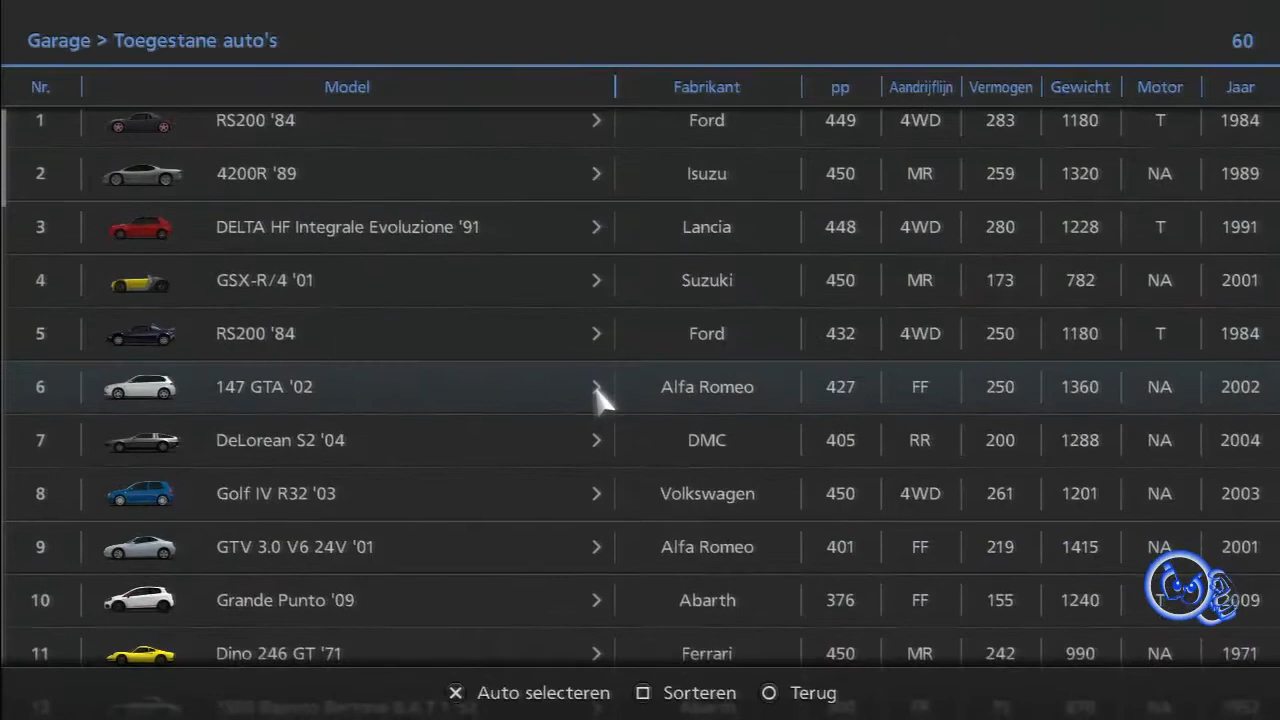 Garage > Toegestane auto's 60
Nr. Model Fabrikant pp Aandrijflijn Vermogen Gewicht Motor Jaar
1 RS200 '84 Ford 449 4WD 283 1180 T 1984
2 4200R '89 Isuzu 450 MR 259 1320 NA 1989
3 DELTA HF Integrale Evoluzione '91 Lancia 448 4WD 280 1228 T 1991
4 GSX-R/4 '01 Suzuki 450 MR 173 782 NA 2001
5 RS200 '84 Ford 432 4WD 250 1180 T 1984
6 147 GTA '02 Alfa Romeo 427 FF 250 1360 NA 2002
7 DeLorean S2 '04 DMC 405 RR 200 1288 NA 2004
8 Golf IV R32 '03 Volkswagen 450 4WD 261 1201 NA 2003
9 GTV 3.0 V6 24V '01 Alfa Romeo 401 FF 219 1415 NA 2001
10 Grande Punto '09 Abarth 376 FF 155 1240 T 2009
11 Dino 246 GT '71 Ferrari 450 MR 242 990 NA 1971
Auto selecteren Sorteren Terug